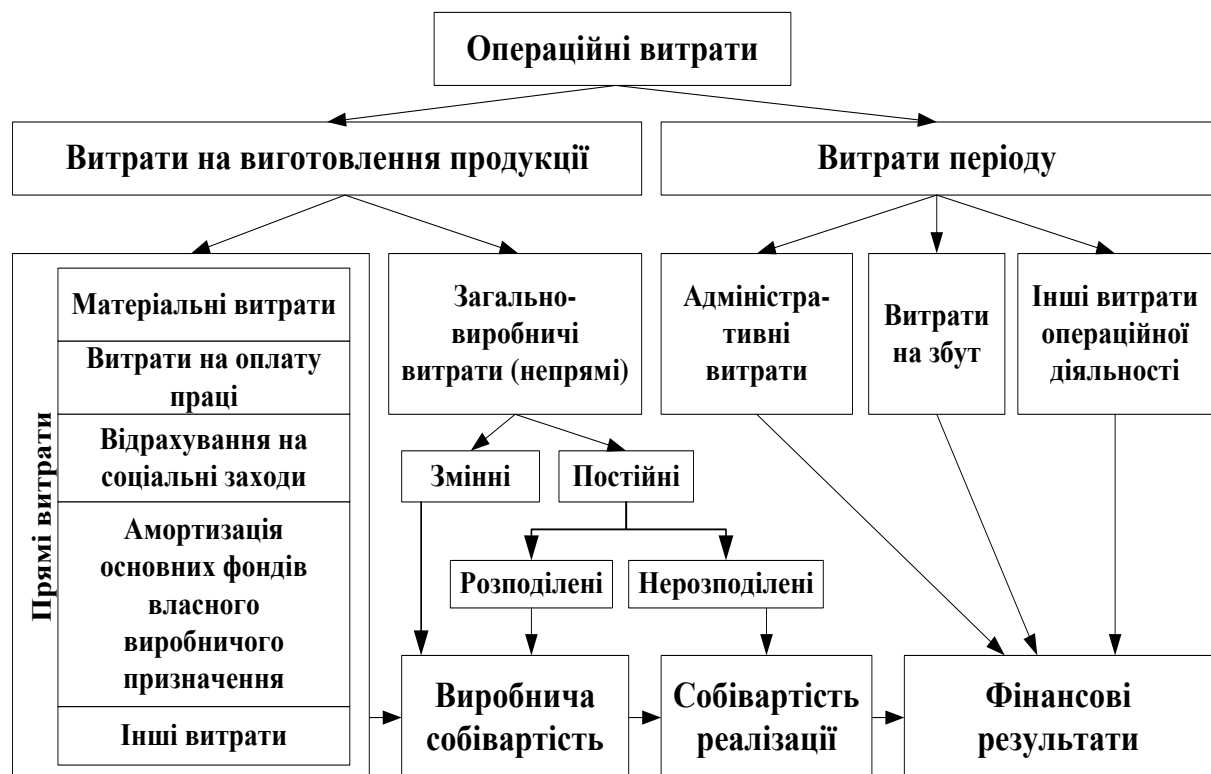 Операційні витрати
Витрати на виготовлення продукції
Витрати періоду
Прямі витрати
Матеріальні витрати
Витрати на оплату
праці
Відрахування на
соціальні заходи
Амортизація
основних фондів
власного
виробничого
призначення
Інші витрати
Загально-
виробничі
витрати (непрямі)
Адміністра-
тивні
витрати
Витрати
на збут
Інші витрати
операційної
діяльності
Змінні
Постійні
Розподілені
Нерозподілені
Виробнича
собівартість
Собівартість
реалізації
Фінансові
результати